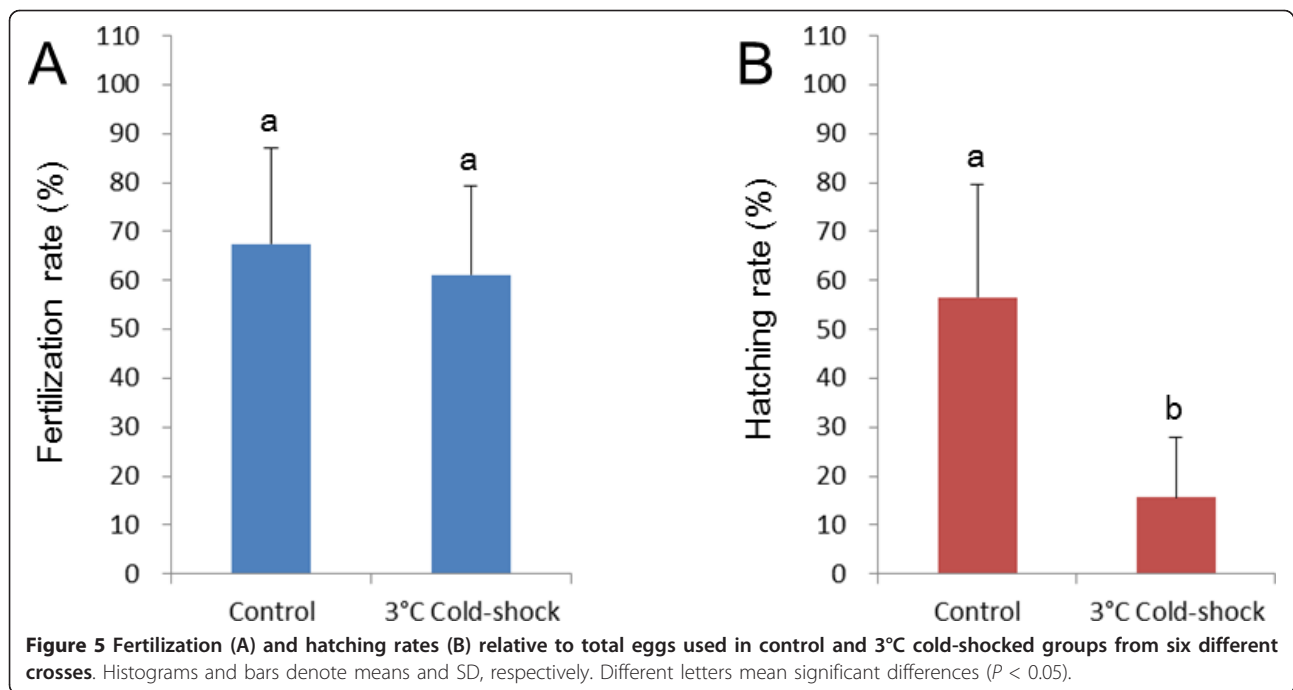 A
Fertilization rate (%)
110
100
90
80
70
60
50
40
30
20
10
0
a
a
Control
3°C Cold-shock
B
Hatching rate (%)
110
100
90
80
70
60
50
40
30
20
10
0
a
b
Control
3°C Cold-shock
Figure 5 Fertilization (A) and hatching rates (B) relative to total eggs used in control and 3°C cold-shocked groups from six different
crosses. Histograms and bars denote means and SD, respectively. Different letters mean significant differences (P < 0.05).